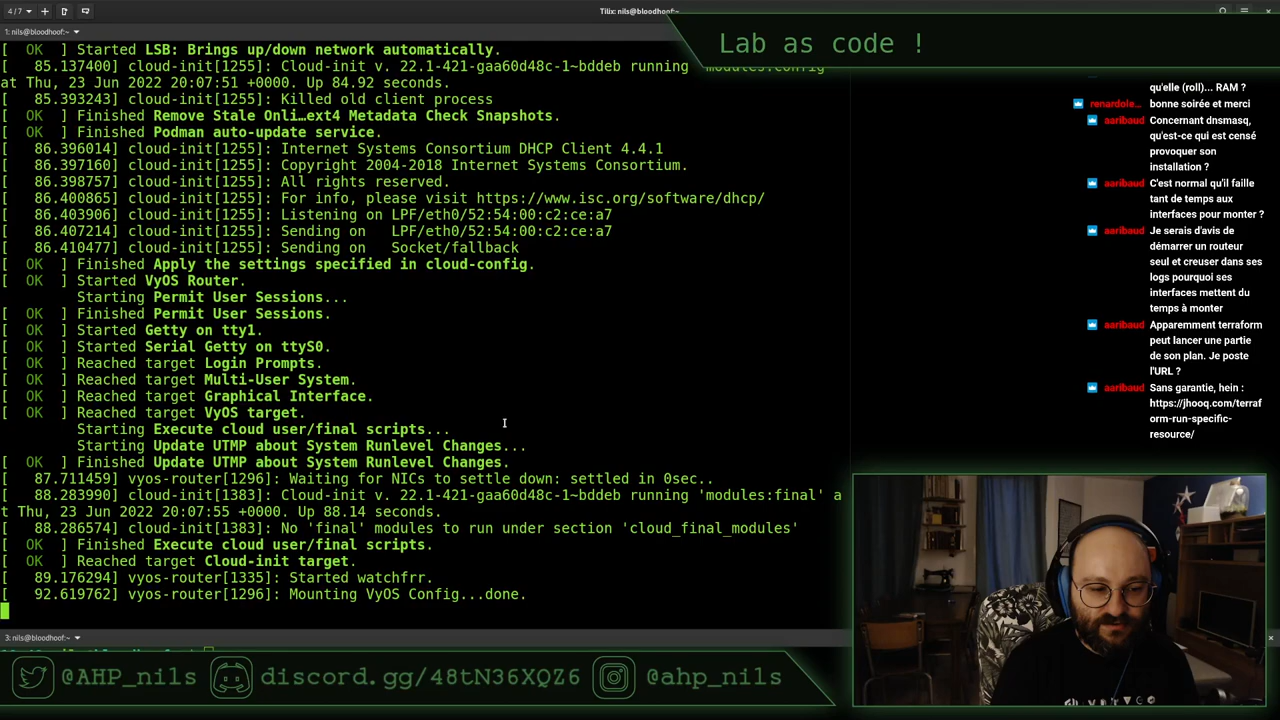 4/7
Tilix: nils@bloodhoof:~
1: nils@bloodhoof:~
Lab as code !
[  OK  ] Started LSB: Brings up/down network automatically.
[   85.137400] cloud-init[1255]: Cloud-init v. 22.1-421-gaa60d48c-1~bddeb running 'modules:config'
at Thu, 23 Jun 2022 20:07:51 +0000. Up 84.92 seconds.
[   85.393243] cloud-init[1255]: Killed old client process
[  OK  ] Finished Remove Stale Onli…ext4 Metadata Check Snapshots.
[  OK  ] Finished Podman auto-update service.
[   86.396014] cloud-init[1255]: Internet Systems Consortium DHCP Client 4.4.1
[   86.397160] cloud-init[1255]: Copyright 2004-2018 Internet Systems Consortium.
[   86.398757] cloud-init[1255]: All rights reserved.
[   86.400865] cloud-init[1255]: For info, please visit https://www.isc.org/software/dhcp/
[   86.403906] cloud-init[1255]: Listening on LPF/eth0/52:54:00:c2:ce:a7
[   86.407214] cloud-init[1255]: Sending on   LPF/eth0/52:54:00:c2:ce:a7
[   86.410477] cloud-init[1255]: Sending on   Socket/fallback
[  OK  ] Finished Apply the settings specified in cloud-config.
[  OK  ] Started VyOS Router.
Starting Permit User Sessions...
[  OK  ] Finished Permit User Sessions.
[  OK  ] Started Getty on tty1.
[  OK  ] Started Serial Getty on ttyS0.
[  OK  ] Reached target Login Prompts.
[  OK  ] Reached target Multi-User System.
[  OK  ] Reached target Graphical Interface.
[  OK  ] Reached target VyOS target.
Starting Execute cloud user/final scripts...
Starting Update UTMP about System Runlevel Changes...
[  OK  ] Finished Update UTMP about System Runlevel Changes.
[   87.711459] vyos-router[1296]: Waiting for NICs to settle down: settled in 0sec..
[   88.283990] cloud-init[1383]: Cloud-init v. 22.1-421-gaa60d48c-1~bddeb running 'modules:final' a
t Thu, 23 Jun 2022 20:07:55 +0000. Up 88.14 seconds.
[   88.286574] cloud-init[1383]: No 'final' modules to run under section 'cloud_final_modules'
[  OK  ] Finished Execute cloud user/final scripts.
[  OK  ] Reached target Cloud-init target.
[   89.176294] vyos-router[1335]: Started watchfrr.
[   92.619762] vyos-router[1296]: Mounting VyOS Config...done.
3: nils@bloodhoof:~
qu'elle (roll)... RAM ?
renardole... bonne soirée et merci
aaribaud Concernant dnsmasq,
qu'est-ce qui est censé
provoquer son
installation ?
aaribaud C'est normal qu'il faille
tant de temps aux
interfaces pour monter ?
aaribaud Je serais d'avis de
démarrer un routeur
seul et creuser dans ses
logs pourquoi ses
interfaces mettent du
temps à monter
aaribaud Apparemment terraform
peut lancer une partie
de son plan. Je poste
l'URL ?
aaribaud Sans garantie, hein :
https://jhooq.com/terraf
orm-run-specific-
resource/
@AHP_nils
discord.gg/48tN36XQZ6
@ahp_nils